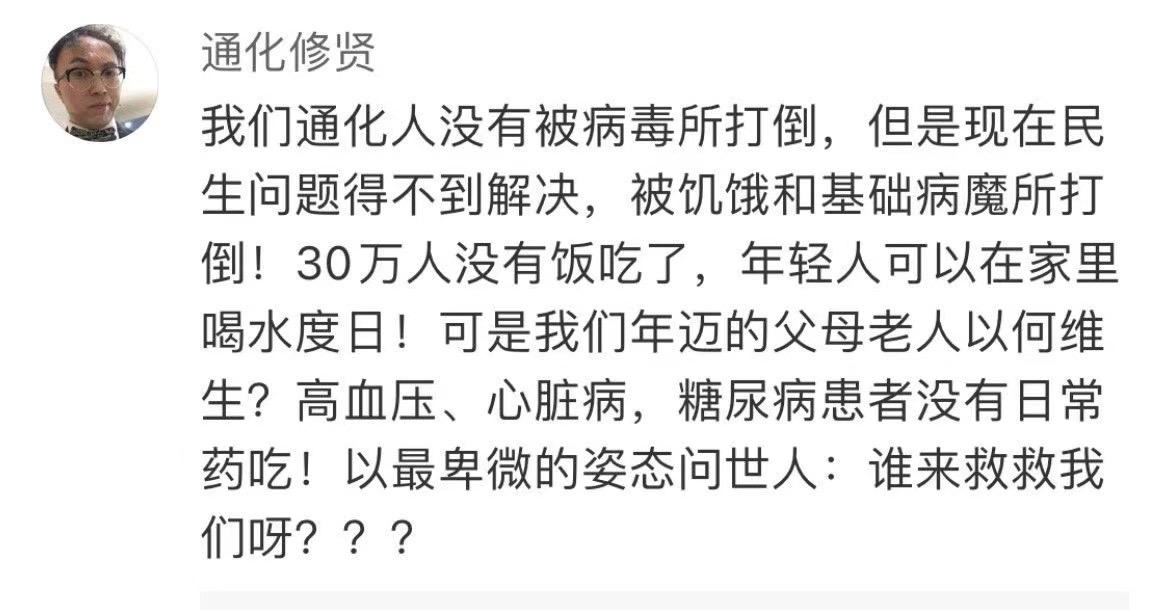 通化修贤
我们通化人没有被病毒所打倒，但是现在民
生问题得不到解决，被饥饿和基础病魔所打
倒！30万人没有饭吃了，年轻人可以在家里
喝水度日！可是我们年迈的父母老人以何维
生？高血压、心脏病，糖尿病患者没有日常
药吃！以最卑微的姿态问世人：谁来救救我
们呀？？？